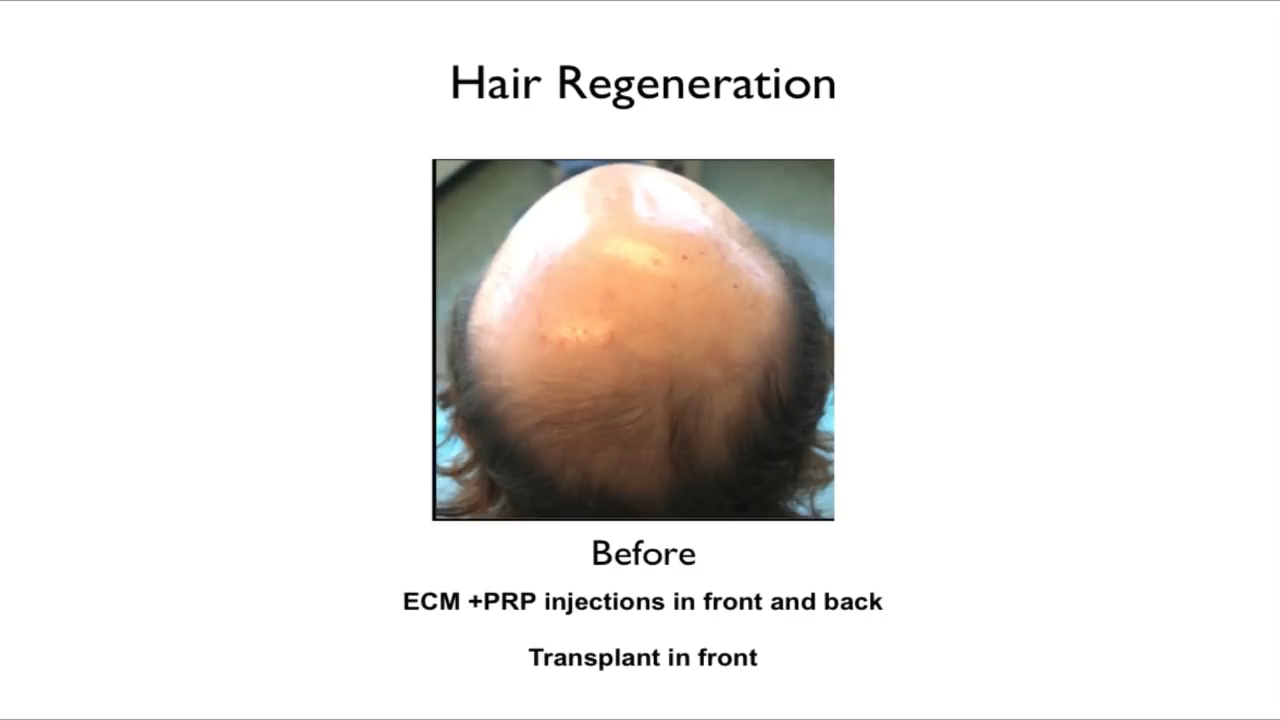 Hair Regeneration
Before
ECM +PRP injections in front and back
Transplant in front